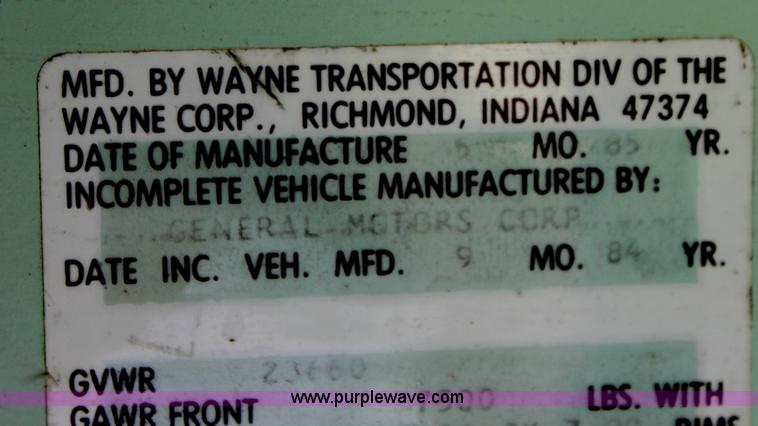 MFD. BY WAYNE TRANSPORTATION DIV OF THE
WAYNE CORP., RICHMOND, INDIANA 47374
DATE OF MANUFACTURE MO. 85 YR.
INCOMPLETE VEHICLE MANUFACTURED BY:
GENERAL MOTORS CORP
DATE INC. VEH. MFD. 9 MO. 84 YR.
GVWR 23660
www.purplewave.com
GAWR FRONT LBS. WITH